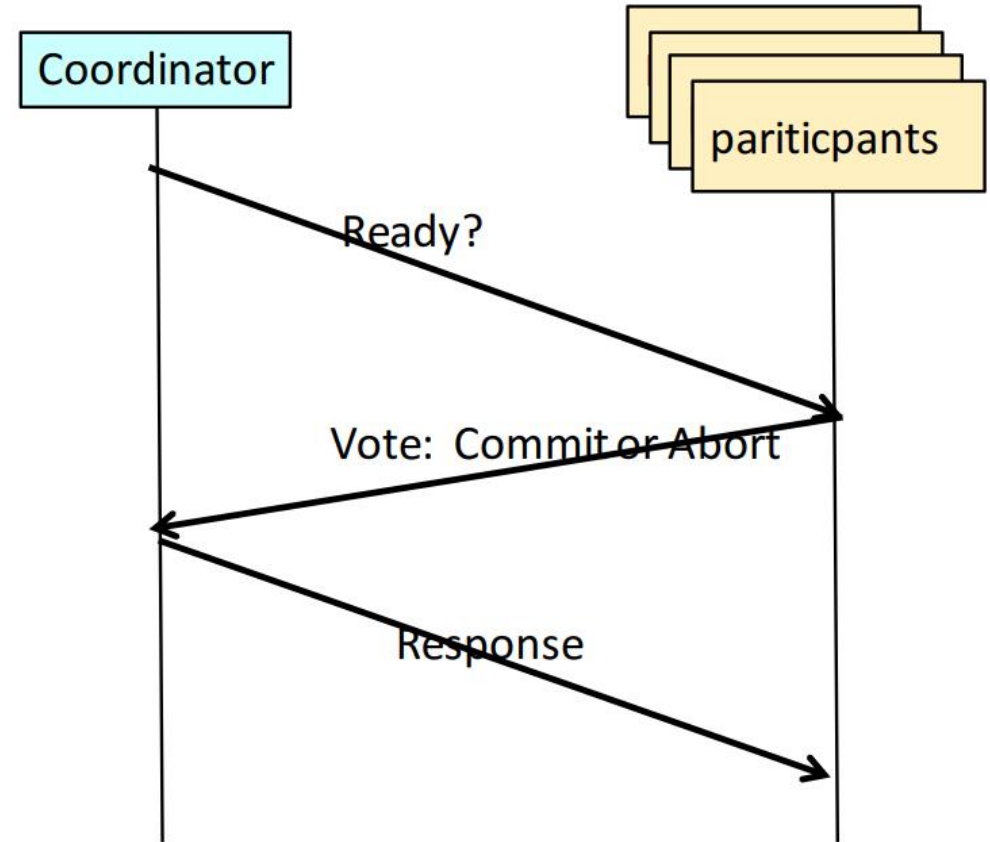 Coordinator
pariticpants
Ready?
Vote: Commit or Abort
Response